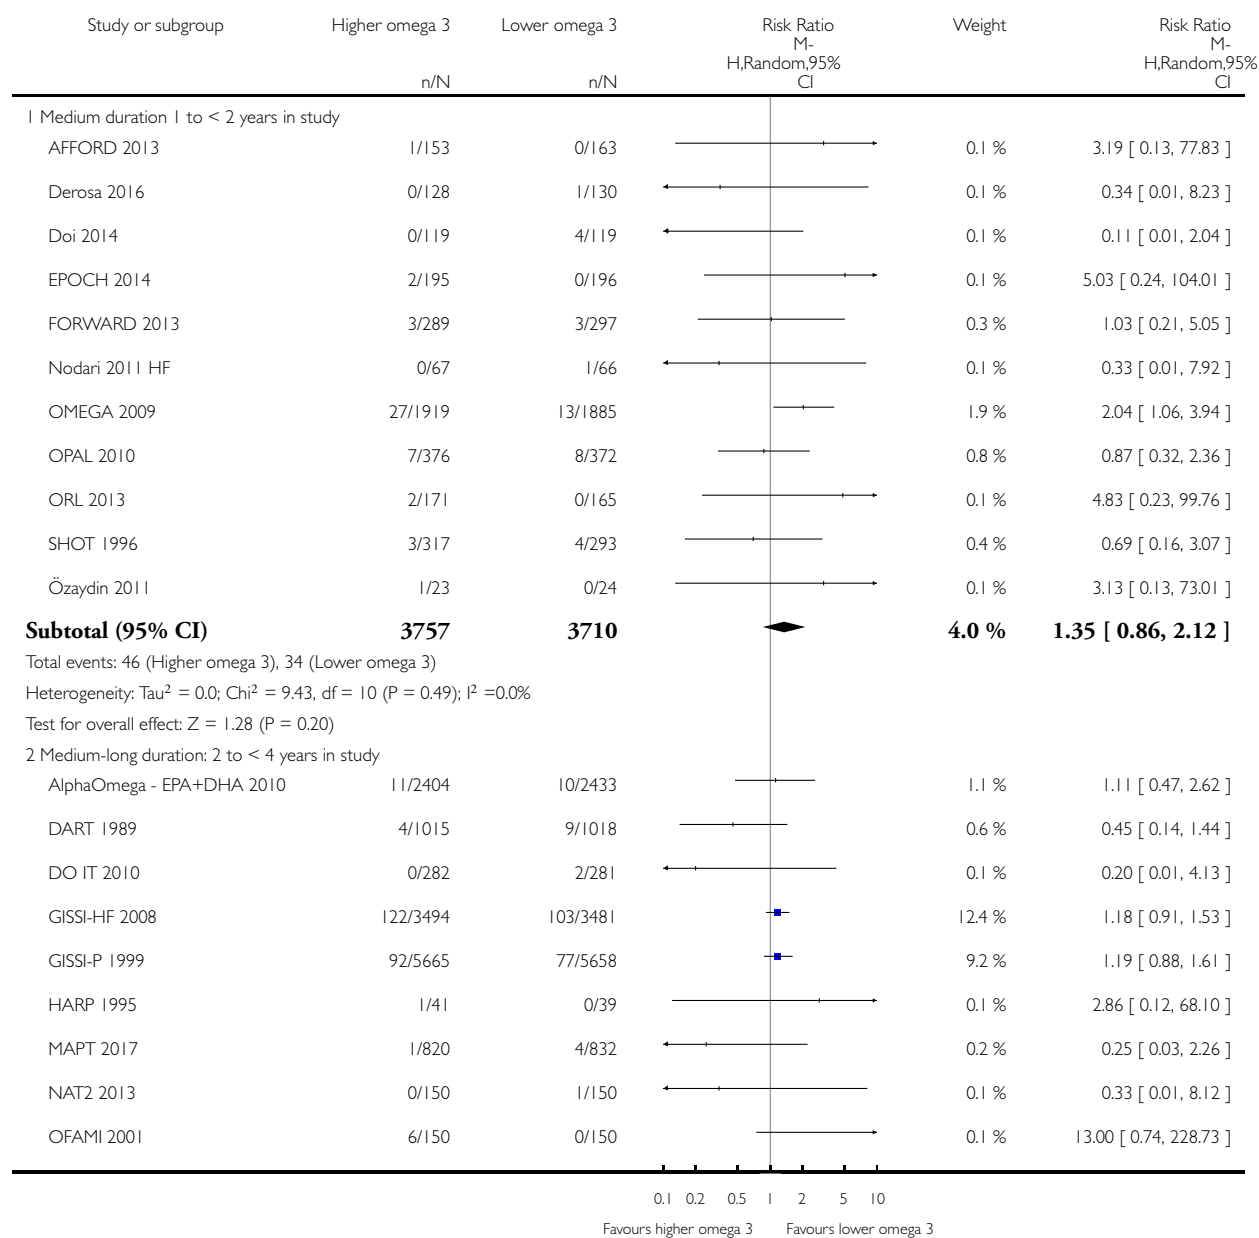 Study or subgroup Higher omega 3 Lower omega 3 Risk Ratio Weight Risk Ratio
M- M-
H,Random,95% H,Random,95%
n/N n/N CI CI
1 Medium duration 1 to < 2 years in study
AFFORD 2013 1/153 0/163 0.1 % 3.19 [ 0.13, 77.83 ]
Derosa 2016 0/128 1/130 0.1 % 0.34 [ 0.01, 8.23 ]
Doi 2014 0/119 4/119 0.1 % 0.11 [ 0.01, 2.04 ]
EPOCH 2014 2/195 0/196 0.1 % 5.03 [ 0.24, 104.01 ]
FORWARD 2013 3/289 3/297 0.3 % 1.03 [ 0.21, 5.05 ]
Nodari 2011 HF 0/67 1/66 0.1 % 0.33 [ 0.01, 7.92 ]
OMEGA 2009 27/1919 13/1885 1.9 % 2.04 [ 1.06, 3.94 ]
OPAL 2010 7/376 8/372 0.8 % 0.87 [ 0.32, 2.36 ]
ORL 2013 2/171 0/165 0.1 % 4.83 [ 0.23, 99.76 ]
SHOT 1996 3/317 4/293 0.4 % 0.69 [ 0.16, 3.07 ]
Özaydin 2011 1/23 0/24 0.1 % 3.13 [ 0.13, 73.01 ]
Subtotal (95% CI) 3757 3710 4.0 % 1.35 [ 0.86, 2.12 ]
Total events: 46 (Higher omega 3), 34 (Lower omega 3)
Heterogeneity: Tau² = 0.0; Chi² = 9.43, df = 10 (P = 0.49); I² =0.0%
Test for overall effect: Z = 1.28 (P = 0.20)
2 Medium-long duration: 2 to < 4 years in study
AlphaOmega - EPA+DHA 2010 11/2404 10/2433 1.1 % 1.11 [ 0.47, 2.62 ]
DART 1989 4/1015 9/1018 0.6 % 0.45 [ 0.14, 1.44 ]
DO IT 2010 0/282 2/281 0.1 % 0.20 [ 0.01, 4.13 ]
GISSI-HF 2008 122/3494 103/3481 12.4 % 1.18 [ 0.91, 1.53 ]
GISSI-P 1999 92/5665 77/5658 9.2 % 1.19 [ 0.88, 1.61 ]
HARP 1995 1/41 0/39 0.1 % 2.86 [ 0.12, 68.10 ]
MAPT 2017 1/820 4/832 0.2 % 0.25 [ 0.03, 2.26 ]
NAT2 2013 0/150 1/150 0.1 % 0.33 [ 0.01, 8.12 ]
OFAMI 2001 6/150 0/150 0.1 % 13.00 [ 0.74, 228.73 ]
0.1 0.2 0.5 1 2 5 10
Favours higher omega 3 Favours lower omega 3